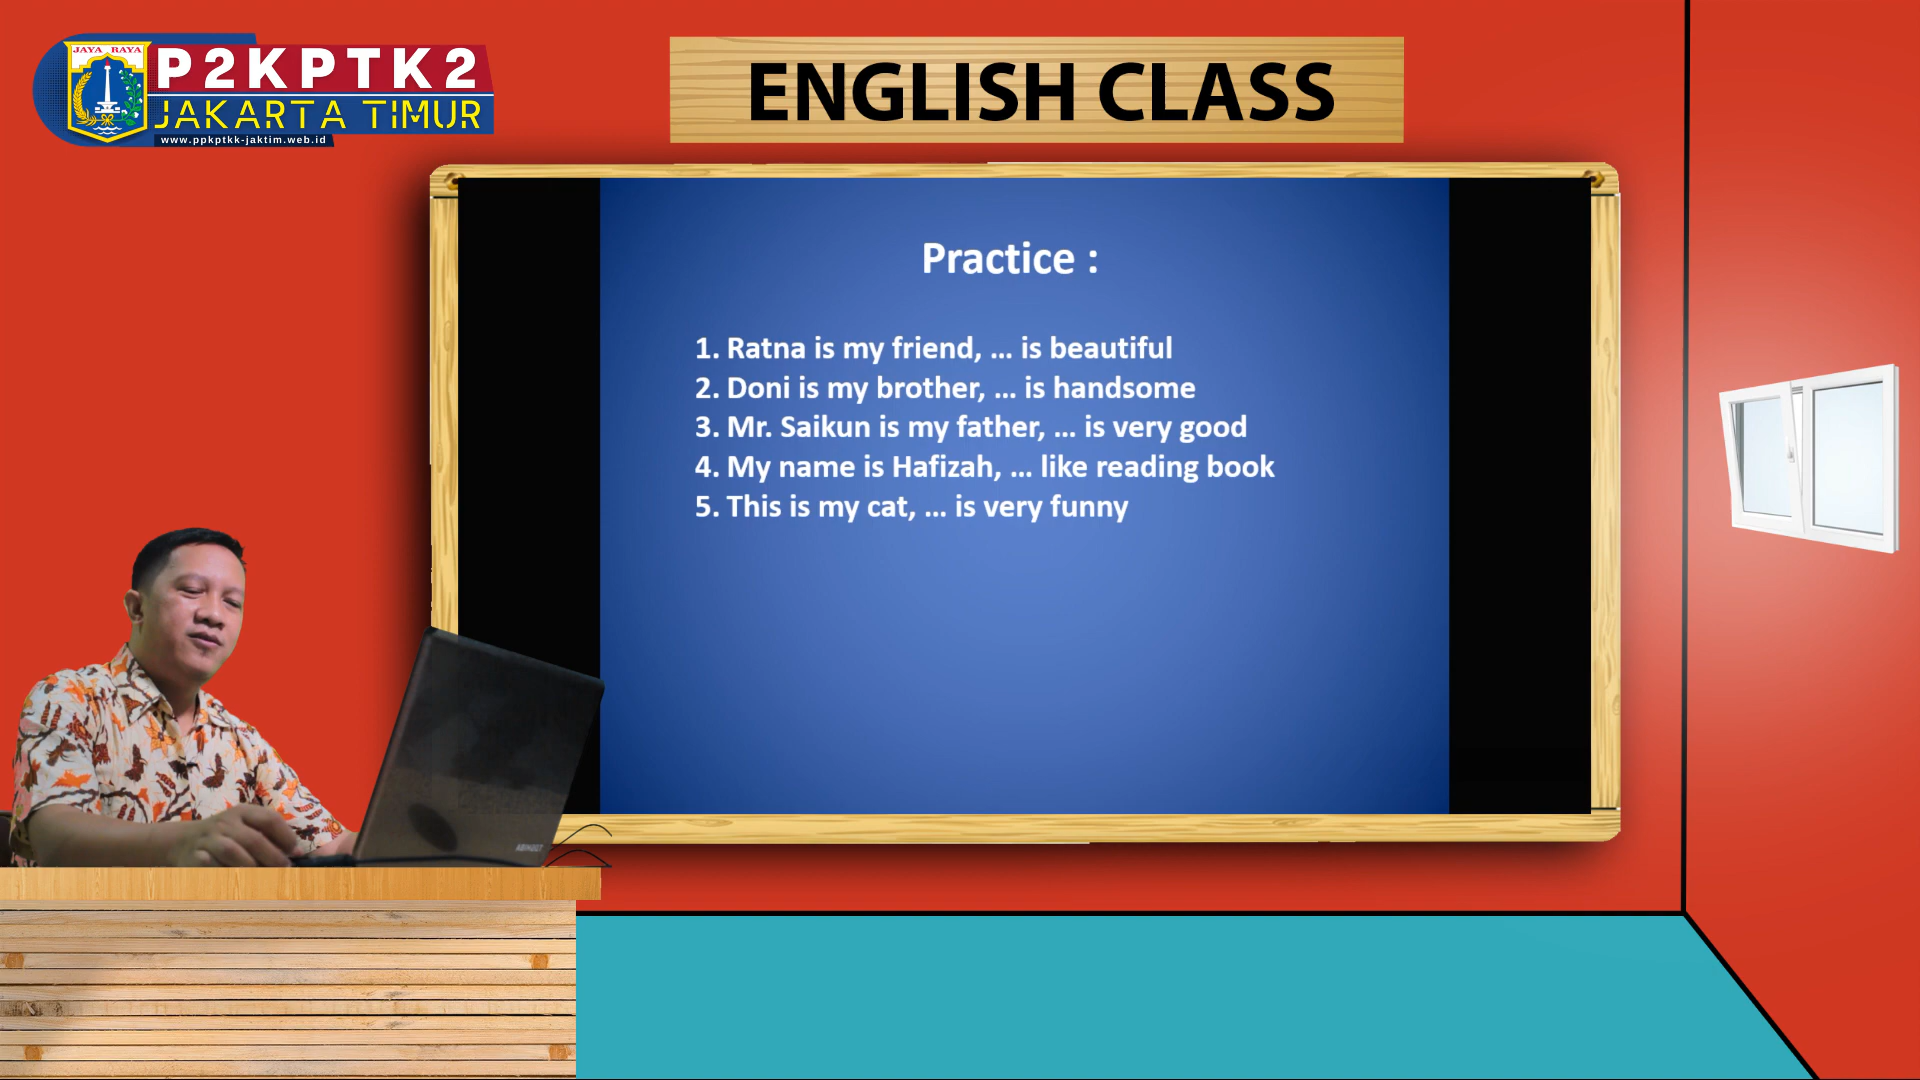 JAYA RAYA
P2KPTK2
JAKARTA TiMUR
www.ppkptkk-jaktim.web.id
ENGLISH CLASS
Practice :
1. Ratna is my friend, ... is beautiful
2. Doni is my brother, ... is handsome
3. Mr. Saikun is my father, ... is very good
4. My name is Hafizah, ... like reading book
5. This is my cat, ... is very funny